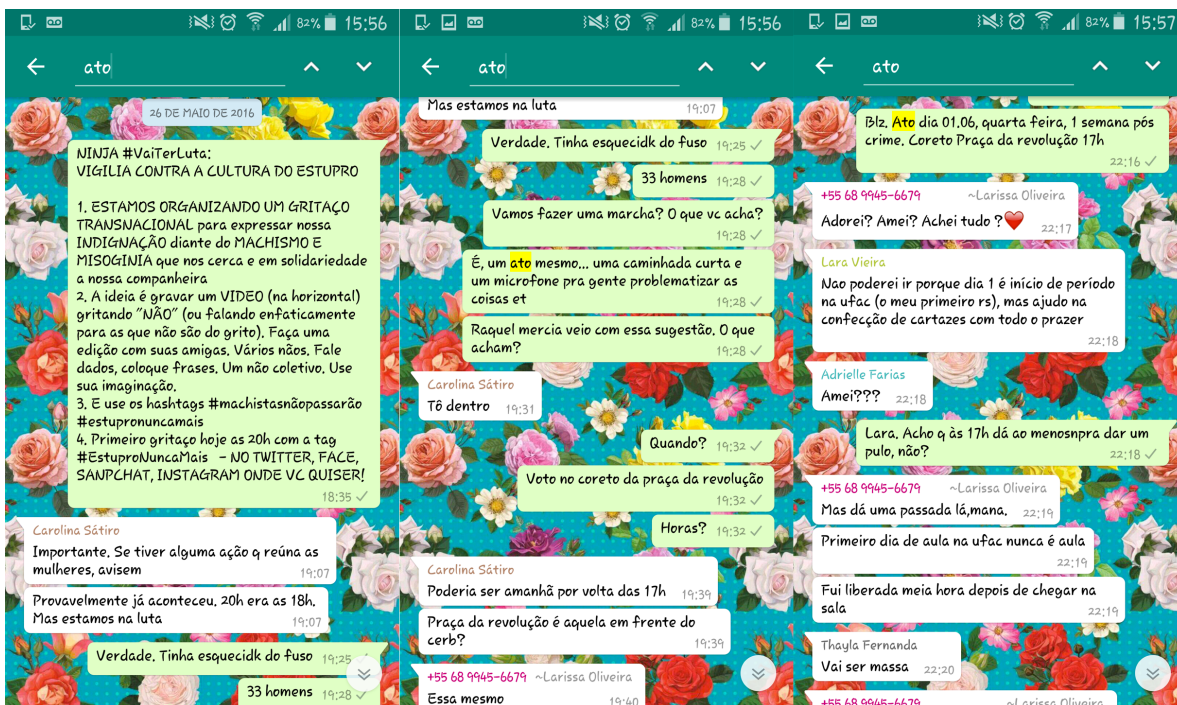 82% 15:56
ato
26 DE MAIO DE 2016
NINJA #VaiTerLuta:
VIGILIA CONTRA A CULTURA DO ESTUPRO
1. ESTAMOS ORGANIZANDO UM GRITAÇO
TRANSNACIONAL para expressar nossa
INDIGNAÇÃO diante do MACHISMO E
MISOGINIA que nos cerca e em solidariedade
a nossa companheira
2. A ideia é gravar um VIDEO (na horizontal)
gritando "NÃO" (ou falando enfaticamente
para as que não são do grito). Faça uma
edição com suas amigas. Vários nãos. Fale
dados, coloque frases. Um não coletivo. Use
sua imaginação.
3. E use os hashtags #machistasnãopassarão
#estupronuncamais
4. Primeiro gritaço hoje as 20h com a tag
#EstuproNuncaMais – NO TWITTER, FACE,
SANPCHAT, INSTAGRAM ONDE VC QUISER!
18:35
Carolina Sátiro
Importante. Se tiver alguma ação q reúna as
mulheres, avisem 19:07
Provavelmente já aconteceu. 20h era as 18h.
Mas estamos na luta 19:07
Verdade. Tinha esquecidk do fuso 19:25
33 homens 19:28
82% 15:56
ato
Mas estamos na luta 19:07
Verdade. Tinha esquecidk do fuso 19:25
33 homens 19:28
Vamos fazer uma marcha? O que vc acha?
19:28
É, um ato mesmo... uma caminhada curta e
um microfone pra gente problematizar as
coisas et 19:28
Raquel mercia veio com essa sugestão. O que
acham? 19:28
Carolina Sátiro
Tô dentro 19:31
Quando? 19:32
Voto no coreto da praça da revolução
19:32
Horas? 19:32
Carolina Sátiro
Poderia ser amanhã por volta das 17h 19:39
Praça da revolução é aquela em frente do
cerb? 19:39
+55 68 9945-6679 ~Larissa Oliveira
Essa mesmo 19:40
82% 15:57
ato
Blz. Ato dia 01.06, quarta feira, 1 semana pós
crime. Coreto Praça da revolução 17h
22:16
+55 68 9945-6679 ~Larissa Oliveira
Adorei? Amei? Achei tudo ?❤️ 22:17
Lara Vieira
Nao poderei ir porque dia 1 é início de período
na ufac (o meu primeiro rs), mas ajudo na
confecção de cartazes com todo o prazer
22:18
Adrielle Farias
Amei??? 22:18
Lara. Acho q às 17h dá ao menosnpra dar um
pulo, não? 22:18
+55 68 9945-6679 ~Larissa Oliveira
Mas dá uma passada lá,mana. 22:19
Primeiro dia de aula na ufac nunca é aula
22:19
Fui liberada meia hora depois de chegar na
sala 22:19
Thayla Fernanda
Vai ser massa 22:20
+55 68 9945-6679 ~Larissa Oliveira